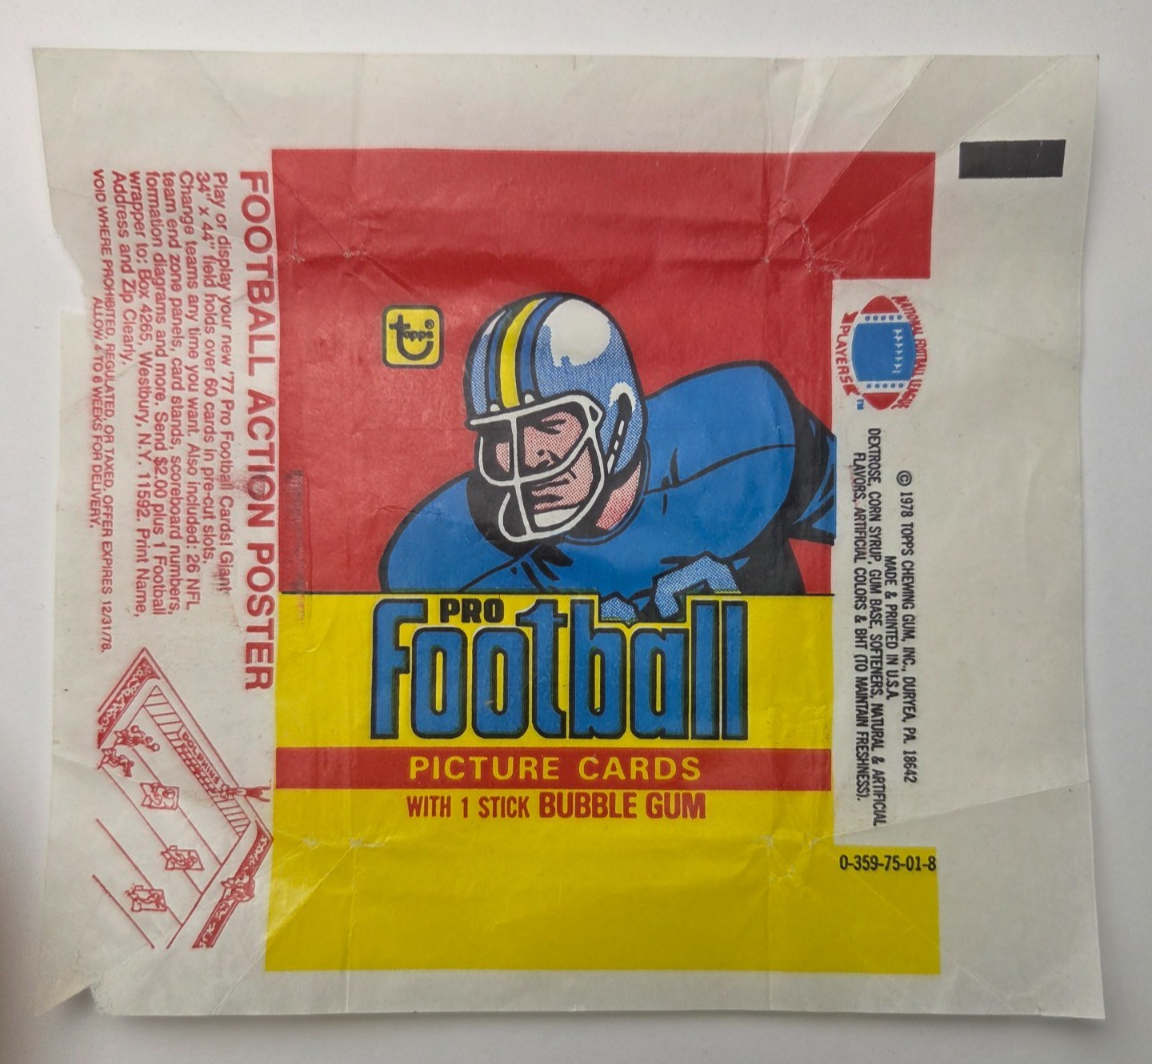 FOOTBALL ACTION POSTER
Play or display your new '77 Pro Football Cards! Giant
34" x 44" field holds over 60 cards in pre-cut slots.
Change teams any time you want. Also included: 26 NFL
team end zone panels, card stands, scoreboard numbers,
formation diagrams and more. Send $2.00 plus 1 Football
wrapper to: Box 4265, Westbury, N.Y. 11592. Print Name,
Address and Zip Clearly.
VOID WHERE PROHIBITED, REGULATED, OR TAXED. OFFER EXPIRES 12/31/78.
ALLOW 4 TO 6 WEEKS FOR DELIVERY.
topps®
PRO
football
PICTURE CARDS
WITH 1 STICK BUBBLE GUM
NATIONAL FOOTBALL LEAGUE
PLAYERS
TM
© 1978 TOPPS CHEWING GUM, INC., DURYEA, PA. 18642
MADE & PRINTED IN U.S.A.
DEXTROSE, CORN SYRUP, GUM BASE, SOFTENERS, NATURAL & ARTIFICIAL
FLAVORS, ARTIFICIAL COLORS & BHT (TO MAINTAIN FRESHNESS).
0-359-75-01-8